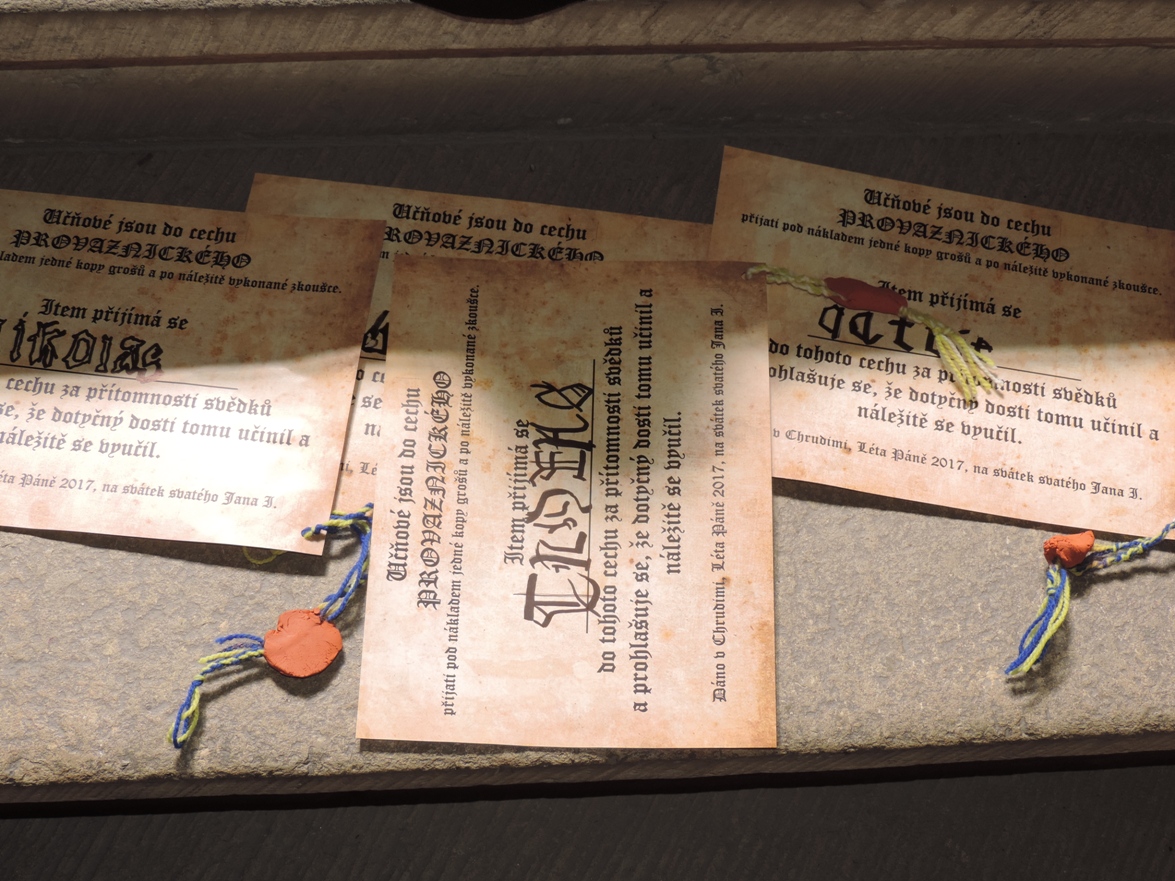 Učňové jsou do cechu
PROVAZNICKÉHO
kladem jedné kopy grošů a po náležitě vykonané zkoušce.
Item přijímá se
cechu za přítomnosti svědků
se, že dotyčný dosti tomu učinil a
náležitě se vyučil.
Léta Páně 2017, na svátek svatého Jana I.
Učňové jsou do cechu
PROVAZNICKÉHO
Učňové jsou do cechu
PROVAZNICKÉHO
přijati pod nákladem jedné kopy grošů a po náležitě vykonané zkoušce.
Item přijímá se
do tohoto cechu za přítomnosti svědků
a prohlašuje se, že dotyčný dosti tomu učinil a
náležitě se vyučil.
Dáno v Chrudimi, Léta Páně 2017, na svátek svatého Jana I.
Učňové jsou do cechu
PROVAZNICKÉHO
přijati pod nákladem jedné kopy grošů a po náležitě vykonané zkoušce.
Item přijímá se
do tohoto cechu za přítomnosti svědků
prohlašuje se, že dotyčný dosti tomu učinil a
náležitě se vyučil.
v Chrudimi, Léta Páně 2017, na svátek svatého Jana I.